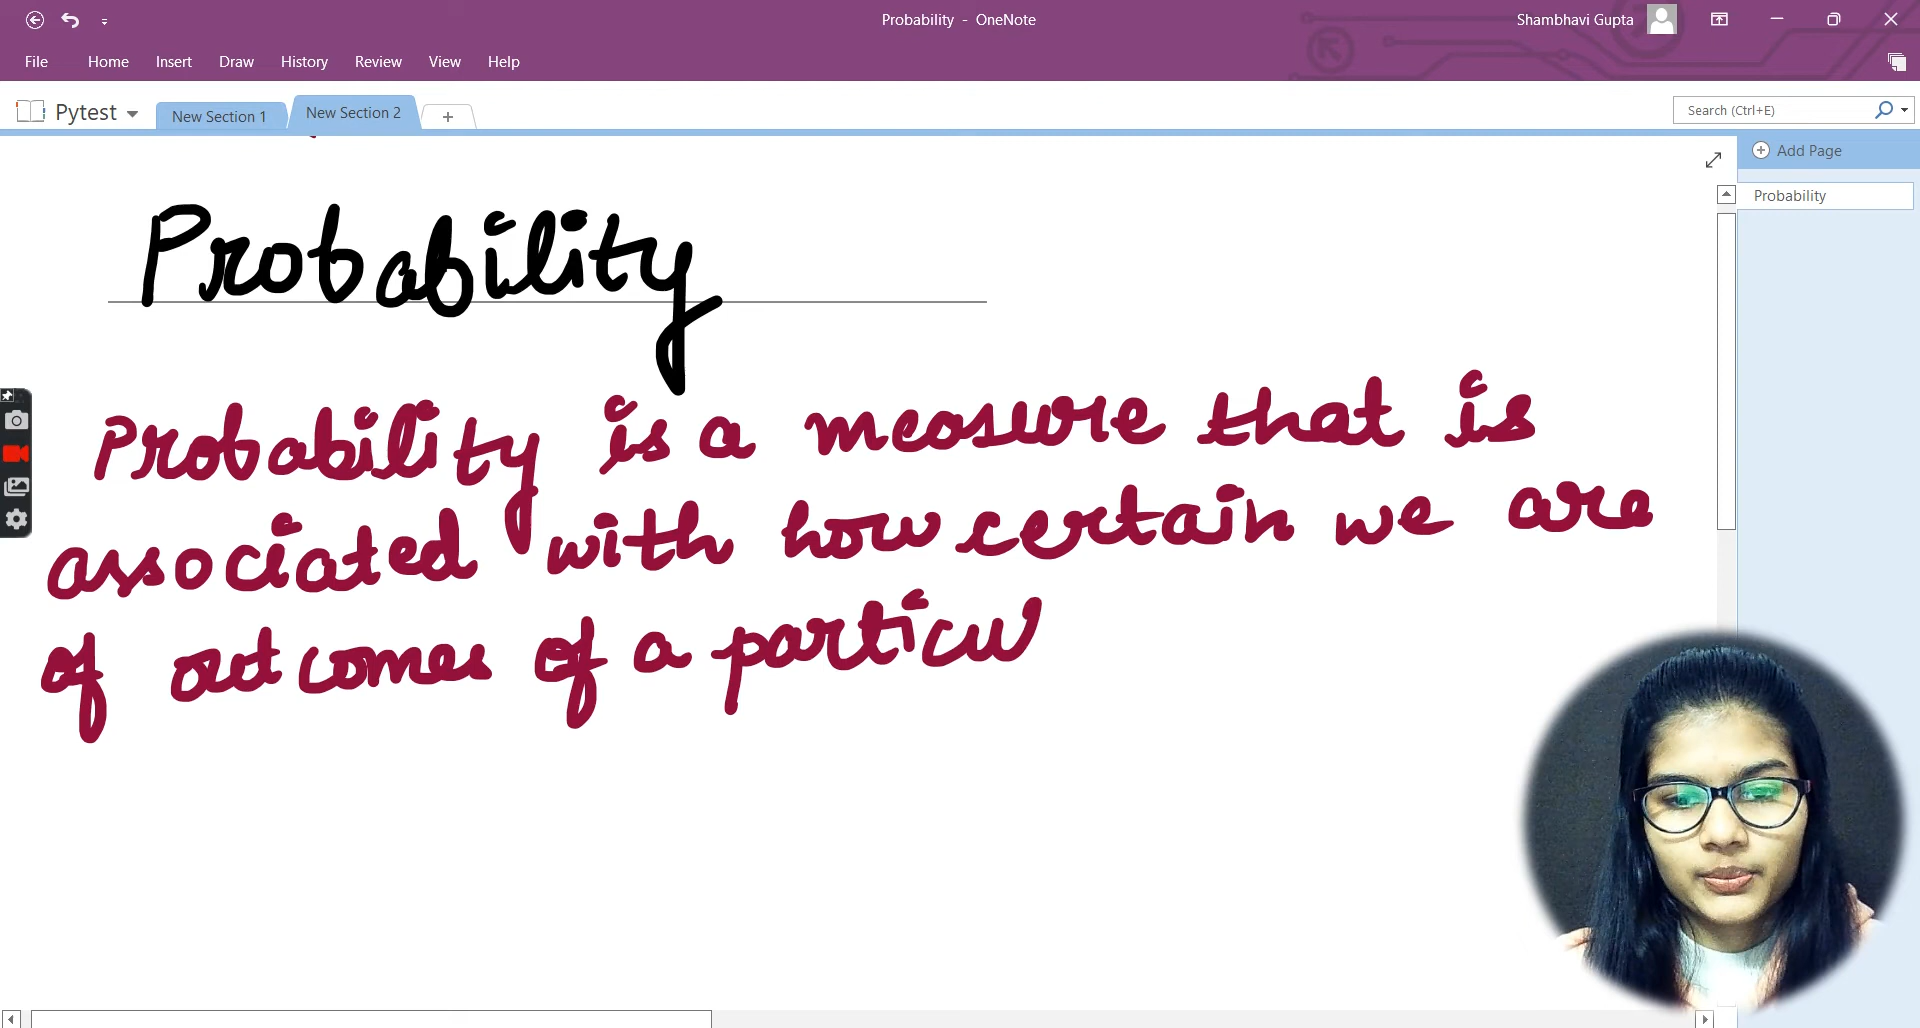 Probability - OneNote
Shambhavi Gupta
File Home Insert Draw History Review View Help
Pytest New Section 1 New Section 2 +
Search (Ctrl+E)
Add Page
Probability
Probability
Probability is a measure that is
associated with how certain we are
of outcomes of a particu